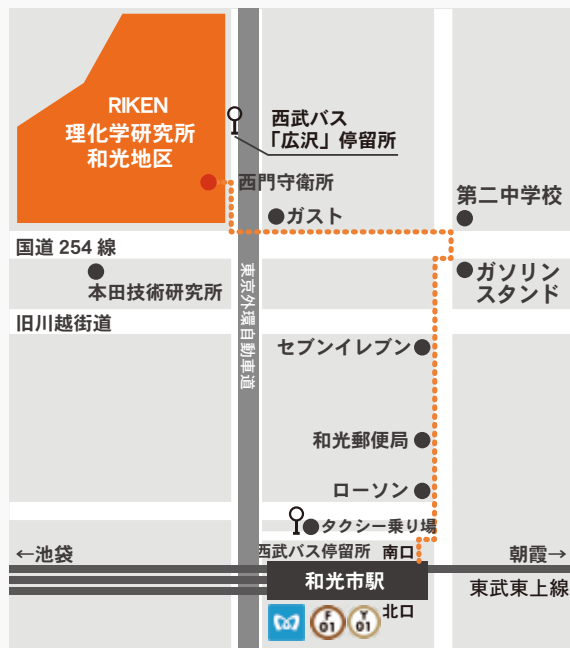 RIKEN
理化学研究所
和光地区
西武バス
「広沢」停留所
西門守衛所
ガスト
第二中学校
国道 254 線
本田技術研究所
ガソリン
スタンド
東京外環自動車道
旧川越街道
セブンイレブン
和光郵便局
ローソン
タクシー乗り場
西武バス停留所
南口
←池袋
朝霞→
和光市駅
東武東上線
F
01
Y
01
北口